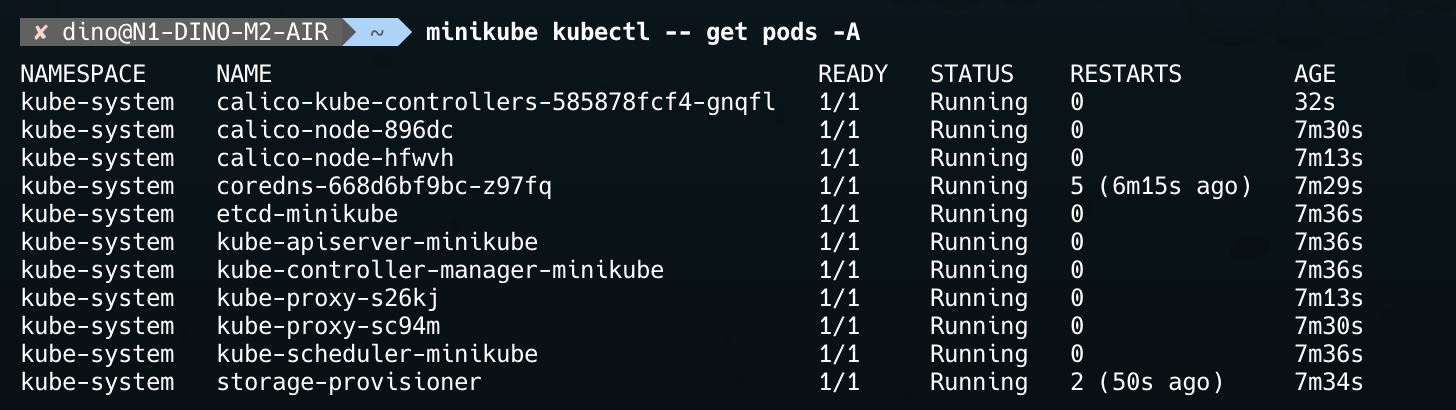 ✘ dino@N1-DINO-M2-AIR ~ minikube kubectl -- get pods -A
NAMESPACE NAME READY STATUS RESTARTS AGE
kube-system calico-kube-controllers-585878fcf4-gnqfl 1/1 Running 0 32s
kube-system calico-node-896dc 1/1 Running 0 7m30s
kube-system calico-node-hfwvh 1/1 Running 0 7m13s
kube-system coredns-668d6bf9bc-z97fq 1/1 Running 5 (6m15s ago) 7m29s
kube-system etcd-minikube 1/1 Running 0 7m36s
kube-system kube-apiserver-minikube 1/1 Running 0 7m36s
kube-system kube-controller-manager-minikube 1/1 Running 0 7m36s
kube-system kube-proxy-s26kj 1/1 Running 0 7m13s
kube-system kube-proxy-sc94m 1/1 Running 0 7m30s
kube-system kube-scheduler-minikube 1/1 Running 0 7m36s
kube-system storage-provisioner 1/1 Running 2 (50s ago) 7m34s